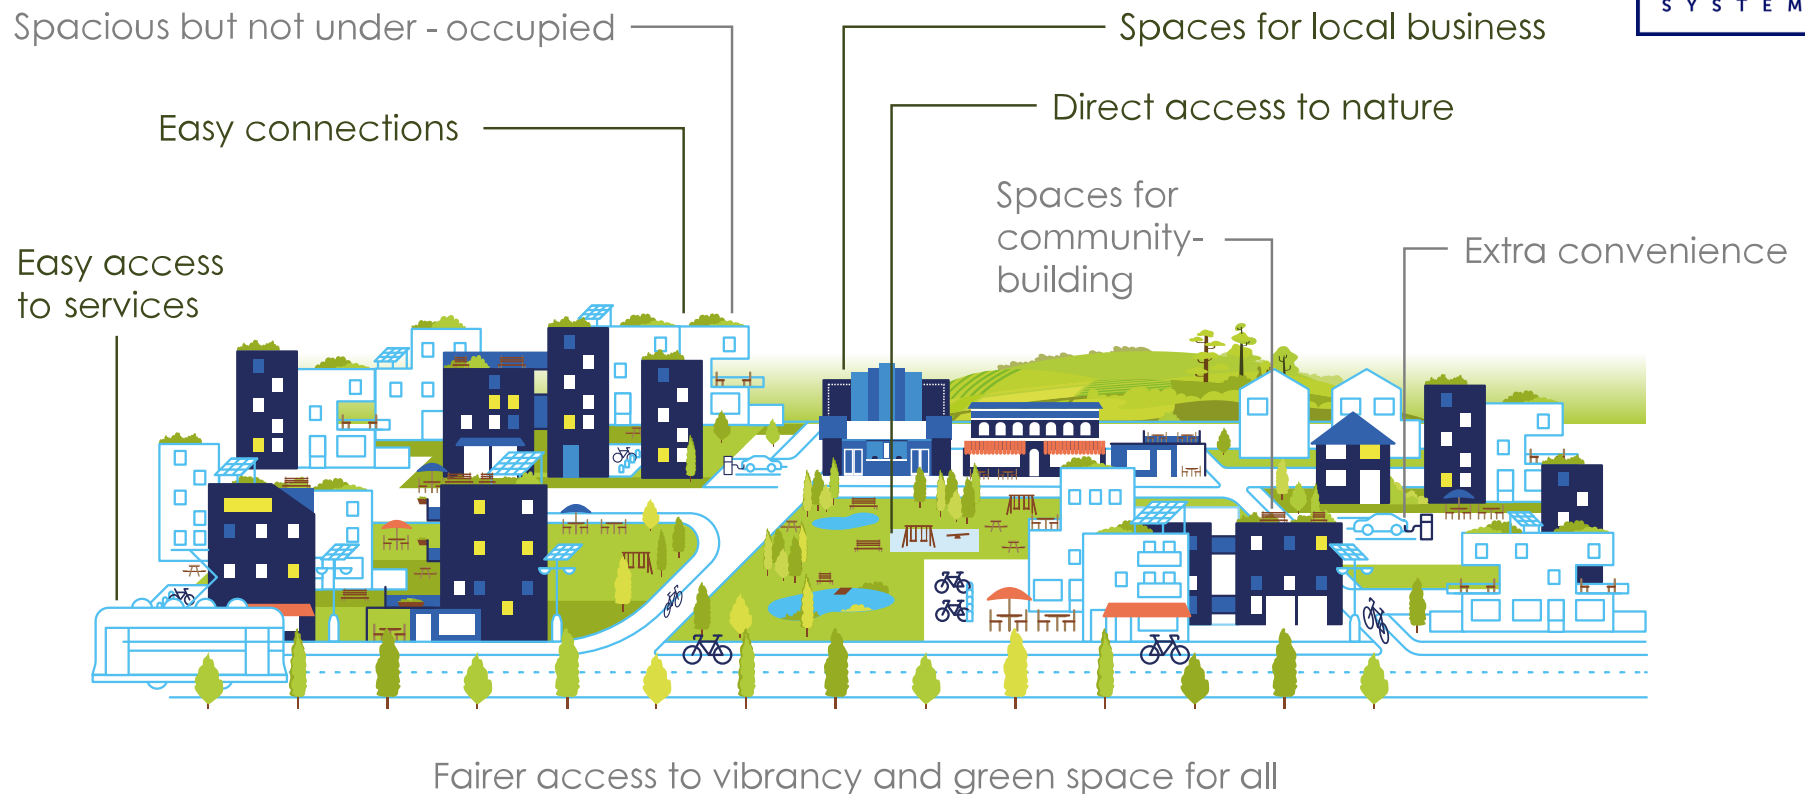 SYSTEM
Spacious but not under - occupied
Spaces for local business
Direct access to nature
Easy connections
Spaces for
community-
building
Extra convenience
Easy access
to services
Fairer access to vibrancy and green space for all